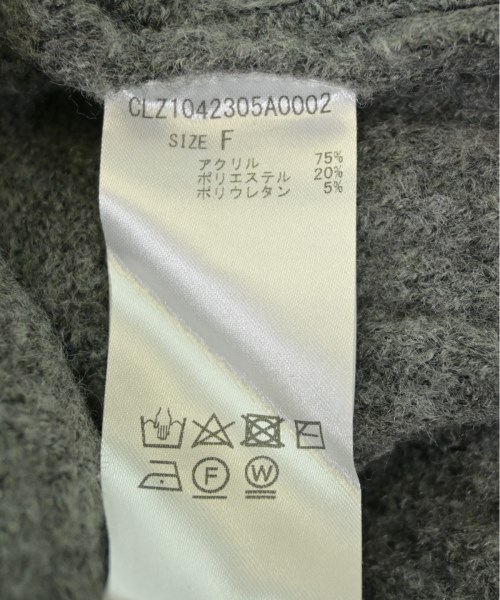 CLZ1042305A0002
SIZE F
アクリル 75%
ポリエステル 20%
ポリウレタン 5%
F W